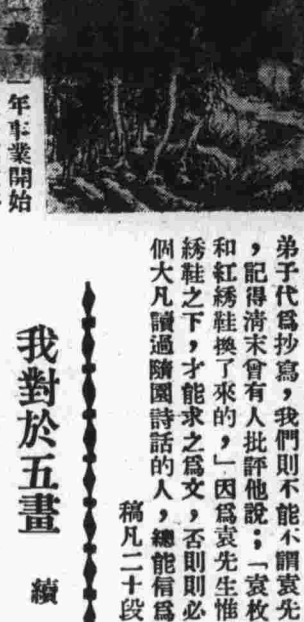 年事業開始
弟子代爲抄寫，我們則不能不謂袁先
，記得清末曾有人批評他說；「袁枚
和紅綉鞋換了來的，」因爲袁先生惟
綉鞋之下，才能求之爲文，否則則必
個大凡讀過隨園詩話的人，總能信爲
稿凡二十段
我對於五畫
續